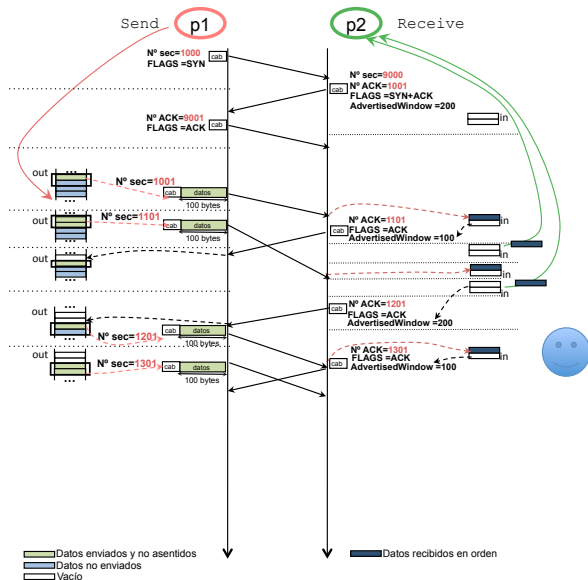 Send
p1
p2
Receive
Nº sec=1000
FLAGS =SYN
cab
Nº sec=9000
cab
Nº ACK=1001
FLAGS =SYN+ACK
AdvertisedWindow =200
Nº ACK=9001
FLAGS =ACK
cab
in
out
...
...
Nº sec=1001
cab
datos
100 bytes
out
...
Nº sec=1101
cab
datos
100 bytes
Nº ACK=1101
cab
FLAGS =ACK
AdvertisedWindow =100
in
in
out
...
...
in
in
Nº ACK=1201
cab
FLAGS =ACK
AdvertisedWindow =200
out
...
...
Nº sec=1201
cab
datos
100 bytes
out
...
Nº sec=1301
cab
datos
100 bytes
Nº ACK=1301
cab
FLAGS =ACK
AdvertisedWindow =100
in
Datos enviados y no asentidos
Datos no enviados
Vacío
Datos recibidos en orden